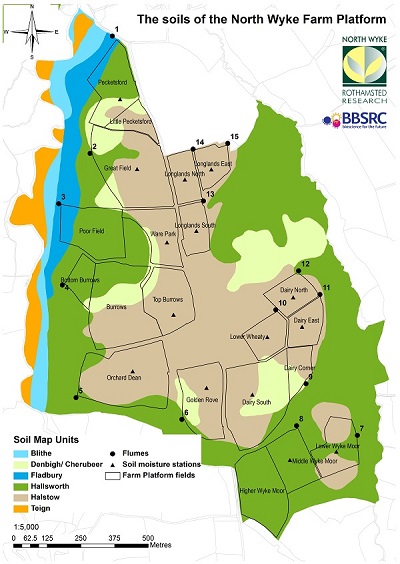 The soils of the North Wyke Farm Platform
N
W E
S
NORTH WYKE
ROTHAMSTED
RESEARCH
BBSRC
bioscience for the future
1
Pecketsford
Little Pecketsford
2
Great Field
14
15
Longlands East
Longlands North
13
3
Longlands South
Poor Field
Ware Park
12
Bottom Burrows
4
Dairy North
11
Burrows
Top Burrows
10
Dairy East
Lower Wheaty
Orchard Dean
Dairy Corner
9
5
Golden Rove
Dairy South
6
8
7
Lower Wyke Moor
Middle Wyke Moor
Higher Wyke Moor
Soil Map Units
Blithe
Denbigh/ Cherubeer
Fladbury
Hallsworth
Halstow
Teign
Flumes
Soil moisture stations
Farm Platform fields
1:5,000
0 62.5 125 250 375 500
Metres